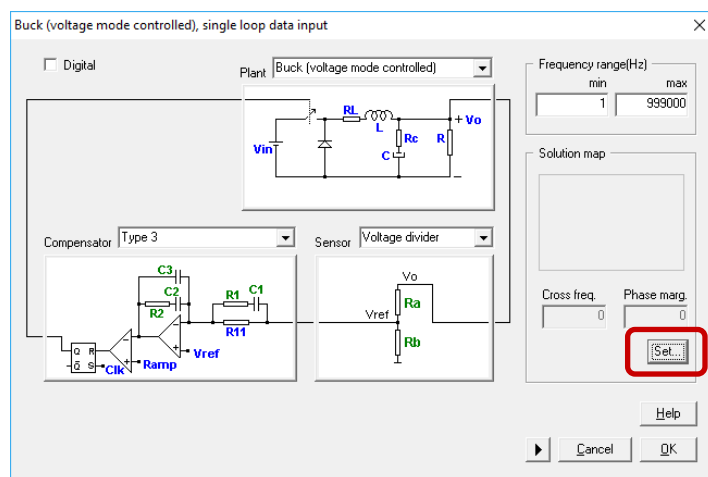 Buck (voltage mode controlled), single loop data input
Digital
Plant Buck (voltage mode controlled)
Frequency range(Hz)
min max
1 999000
RL
L
+ Vo
Vin
Rc
R
C
Solution map
Compensator Type 3
Sensor Voltage divider
C3
C2
R2
R1 C1
R11
Vref
Ramp
Clk
Q R
Q S
Vo
Vref
Ra
Rb
Cross freq. Phase marg.
0 0
Set...
Help
Cancel OK